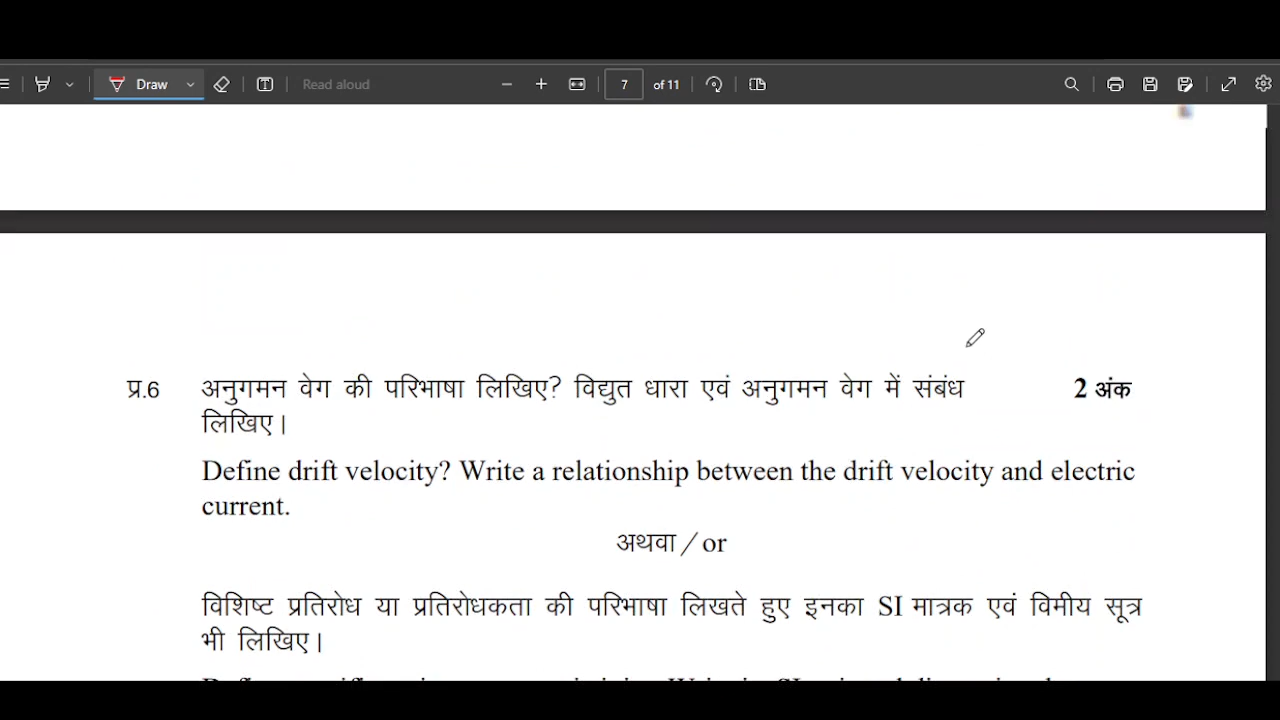 Draw
Read aloud
7
of 11
प्र.6 अनुगमन वेग की परिभाषा लिखिए? विद्युत धारा एवं अनुगमन वेग में संबंध 2 अंक
लिखिए।
Define drift velocity? Write a relationship between the drift velocity and electric
current.
अथवा / or
विशिष्ट प्रतिरोध या प्रतिरोधकता की परिभाषा लिखते हुए इनका SI मात्रक एवं विमीय सूत्र
भी लिखिए।